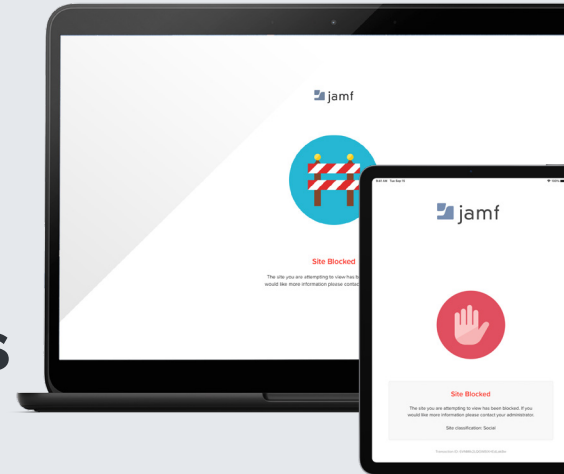 jamf
Site Blocked
The site you are attempting to view has
would like more information please contact
s
jamf
Site Blocked
The site you are attempting to view has been blocked. If you
would like more information please contact your administrator.
Site classification: Social